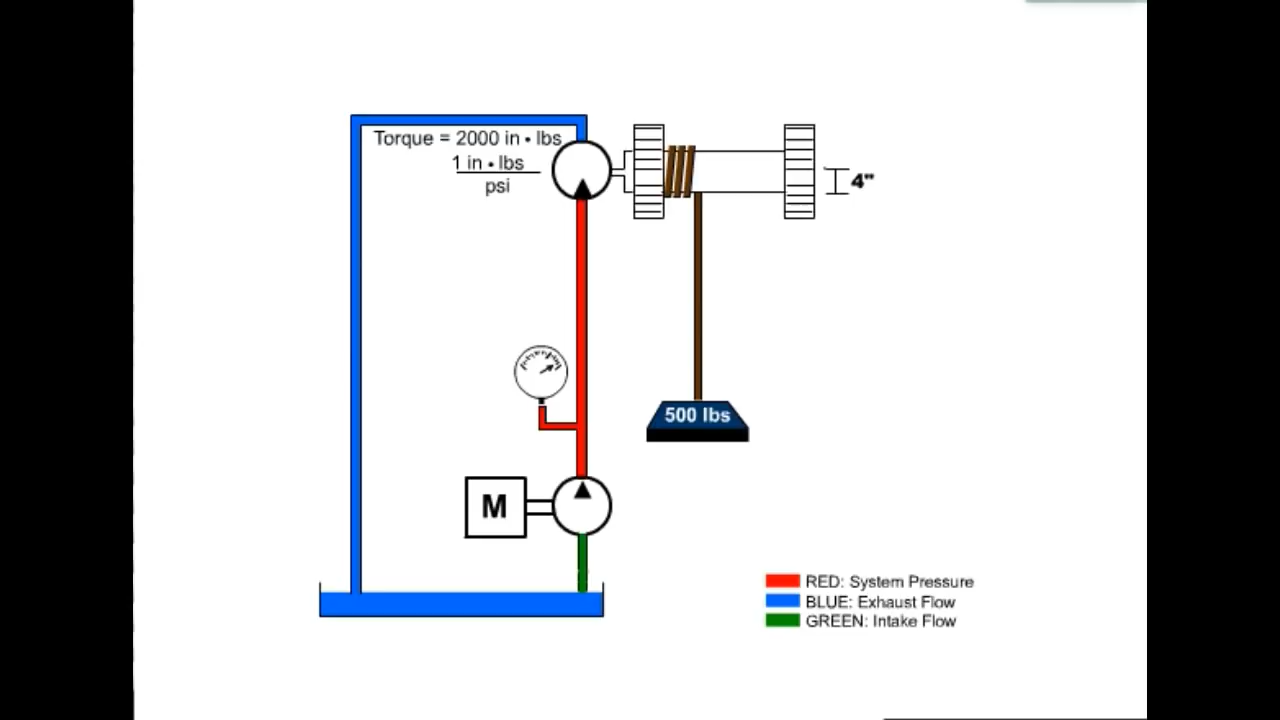 Torque = 2000 in • lbs
1 in • lbs
psi
4"
500 lbs
M
RED: System Pressure
BLUE: Exhaust Flow
GREEN: Intake Flow